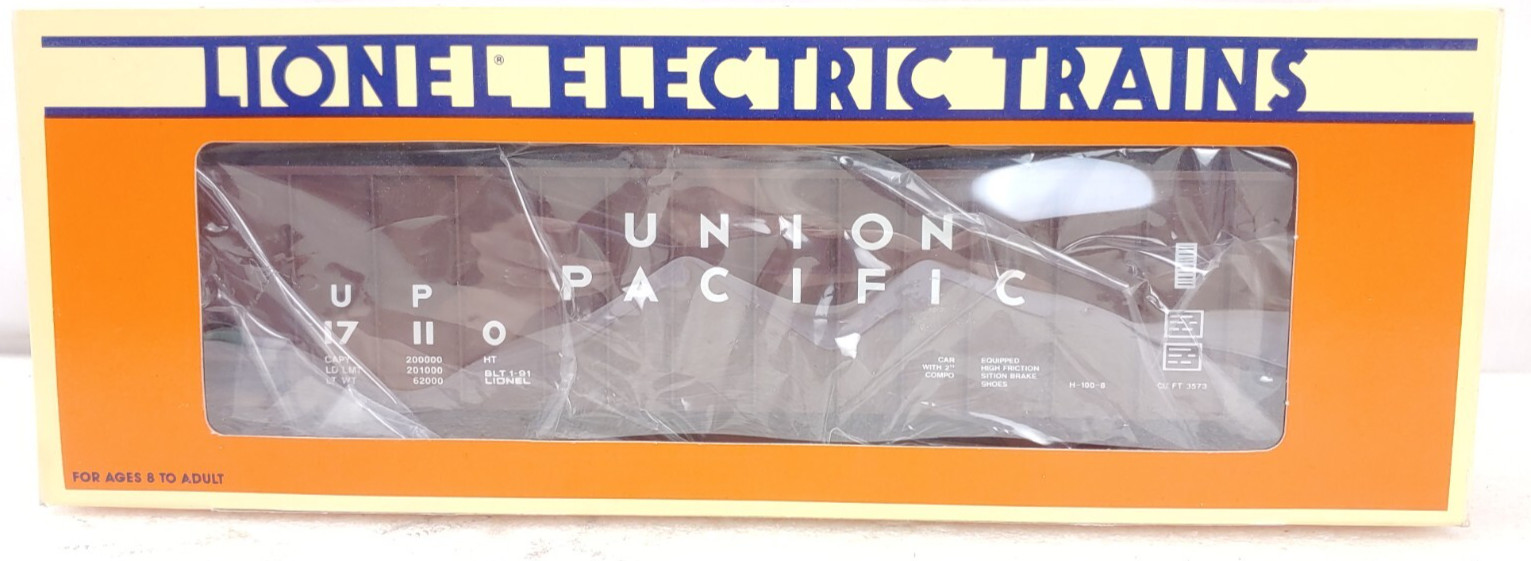 LIONEL® ELECTRIC TRAINS
UNION
PACIFIC
U P
17 11 0
CAPY 200000 HT
LD LMT 201000 BLT 1-91
LT WT 62000 LIONEL
CAR EQUIPPED
WITH 2" HIGH FRICTION
COMPO SITION BRAKE
SHOES
H-100-8
CU FT 3573
FOR AGES 8 TO ADULT